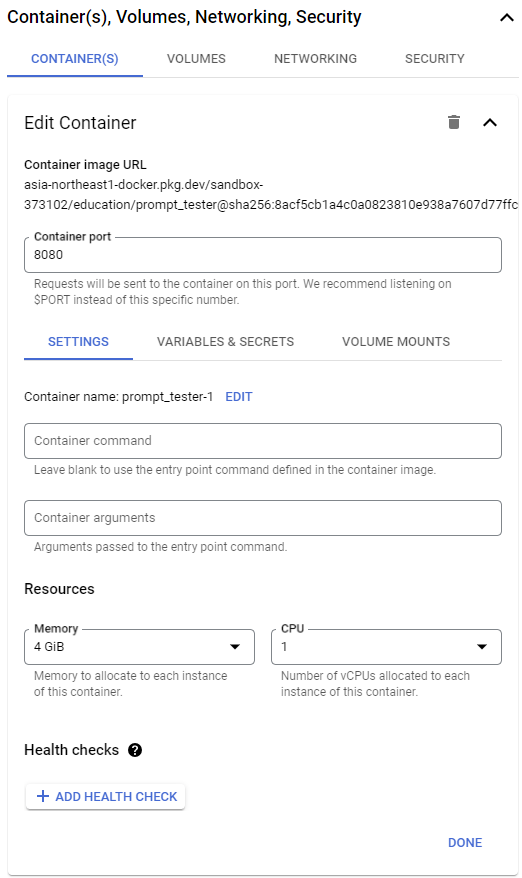 Container(s), Volumes, Networking, Security
CONTAINER(S) VOLUMES NETWORKING SECURITY
Edit Container
Container image URL
asia-northeast1-docker.pkg.dev/sandbox-
373102/education/prompt_tester@sha256:8acf5cb1a4c0a0823810e938a7607d77ffc
Container port
8080
Requests will be sent to the container on this port. We recommend listening on
$PORT instead of this specific number.
SETTINGS VARIABLES & SECRETS VOLUME MOUNTS
Container name: prompt_tester-1 EDIT
Container command
Leave blank to use the entry point command defined in the container image.
Container arguments
Arguments passed to the entry point command.
Resources
Memory CPU
4 GiB 1
Memory to allocate to each instance Number of vCPUs allocated to each
of this container. instance of this container.
Health checks ?
+ ADD HEALTH CHECK
DONE